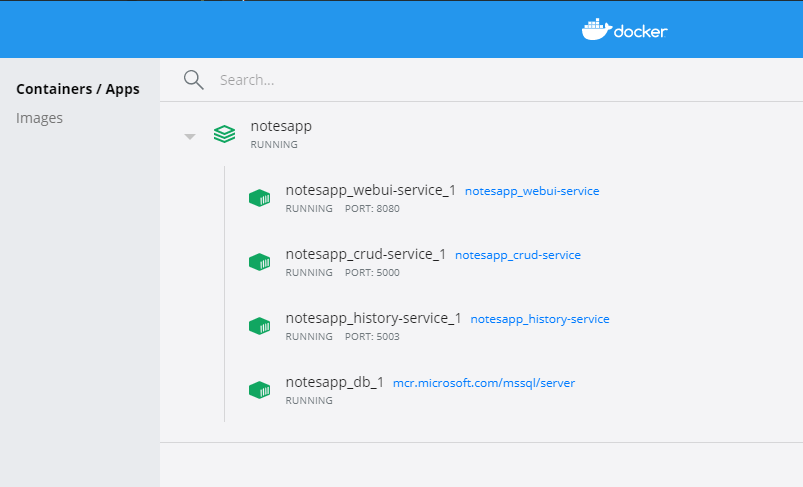 docker
Containers / Apps
Images
Search...
notesapp
RUNNING
notesapp_webui-service_1 notesapp_webui-service
RUNNING PORT: 8080
notesapp_crud-service_1 notesapp_crud-service
RUNNING PORT: 5000
notesapp_history-service_1 notesapp_history-service
RUNNING PORT: 5003
notesapp_db_1 mcr.microsoft.com/mssql/server
RUNNING